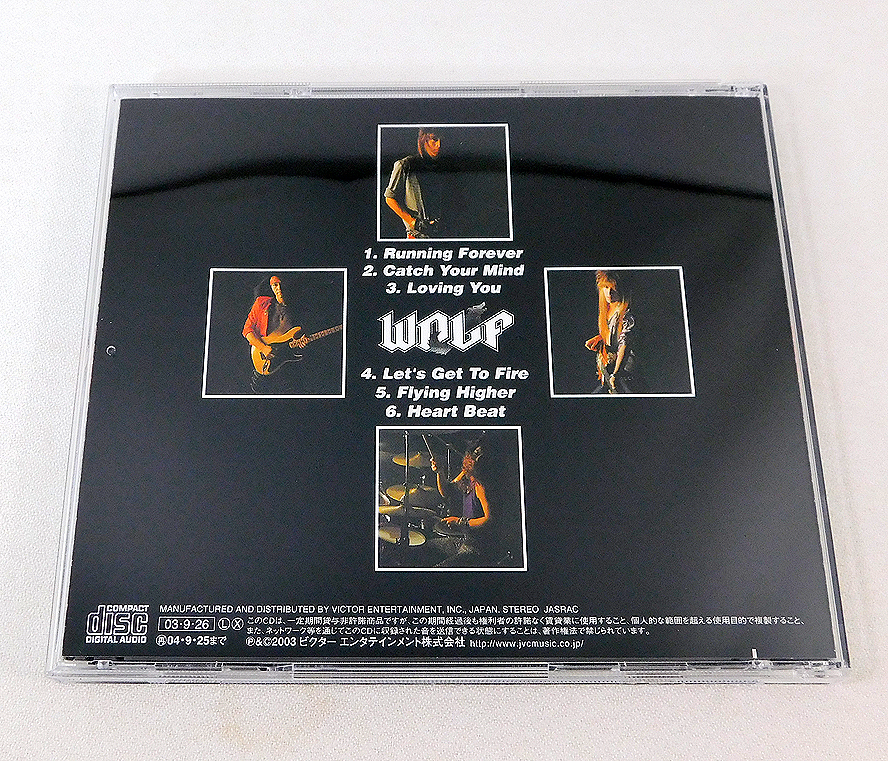 1. Running Forever
2. Catch Your Mind
3. Loving You
WOLF
4. Let's Get To Fire
5. Flying Higher
6. Heart Beat
COMPACT
disc
DIGITAL AUDIO
MANUFACTURED AND DISTRIBUTED BY VICTOR ENTERTAINMENT, INC., JAPAN. STEREO JASRAC
03・9・26 Ⓛ Ⓧ
このCDは、一定期間貸与非許諾商品ですが、この期間経過後も権利者の許諾なく賃貸業に使用すること、個人的な範囲を超える使用目的で複製すること、
また、ネットワーク等を通じてこのCDに収録された音を送信できる状態にすることは、著作権法で禁じられています。
㊐04・9・25まで
℗&©2003 ビクター エンタテインメント株式会社 http://www.jvcmusic.co.jp/